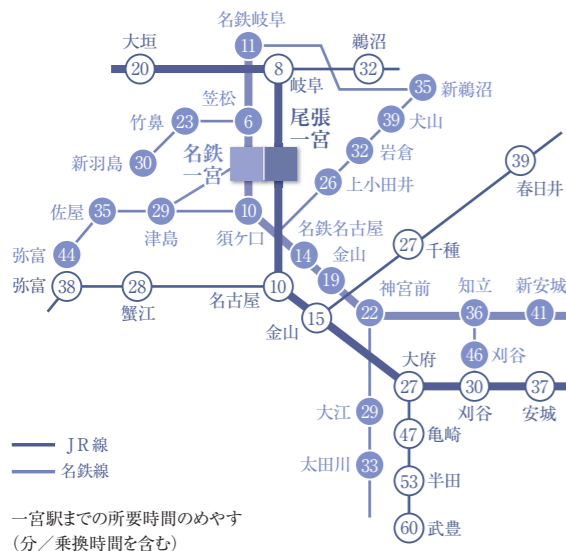 名鉄岐阜
11
大垣
20
8
岐阜
鵜沼
32
新鵜沼
35
笠松
6
竹鼻
23
新羽島
30
尾張
一宮
名鉄
一宮
犬山
39
岩倉
32
上小田井
26
39
春日井
佐屋
35
29
津島
10
須ケ口
名鉄名古屋
14
金山
19
27
千種
弥富
44
弥富
38
28
蟹江
名古屋
10
金山
15
神宮前
22
知立
36
新安城
41
46
刈谷
大府
27
30
刈谷
37
安城
大江
29
47
亀崎
太田川
33
53
半田
60
武豊
JR線
名鉄線
一宮駅までの所要時間のめやす
(分／乗換時間を含む)